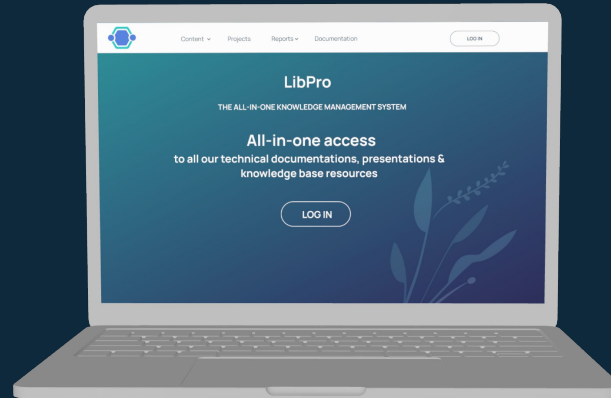 Content
Projects
Reports
Documentation
LOG IN
LibPro
THE ALL-IN-ONE KNOWLEDGE MANAGEMENT SYSTEM
All-in-one access
to all our technical documentations, presentations &
knowledge base resources
LOG IN